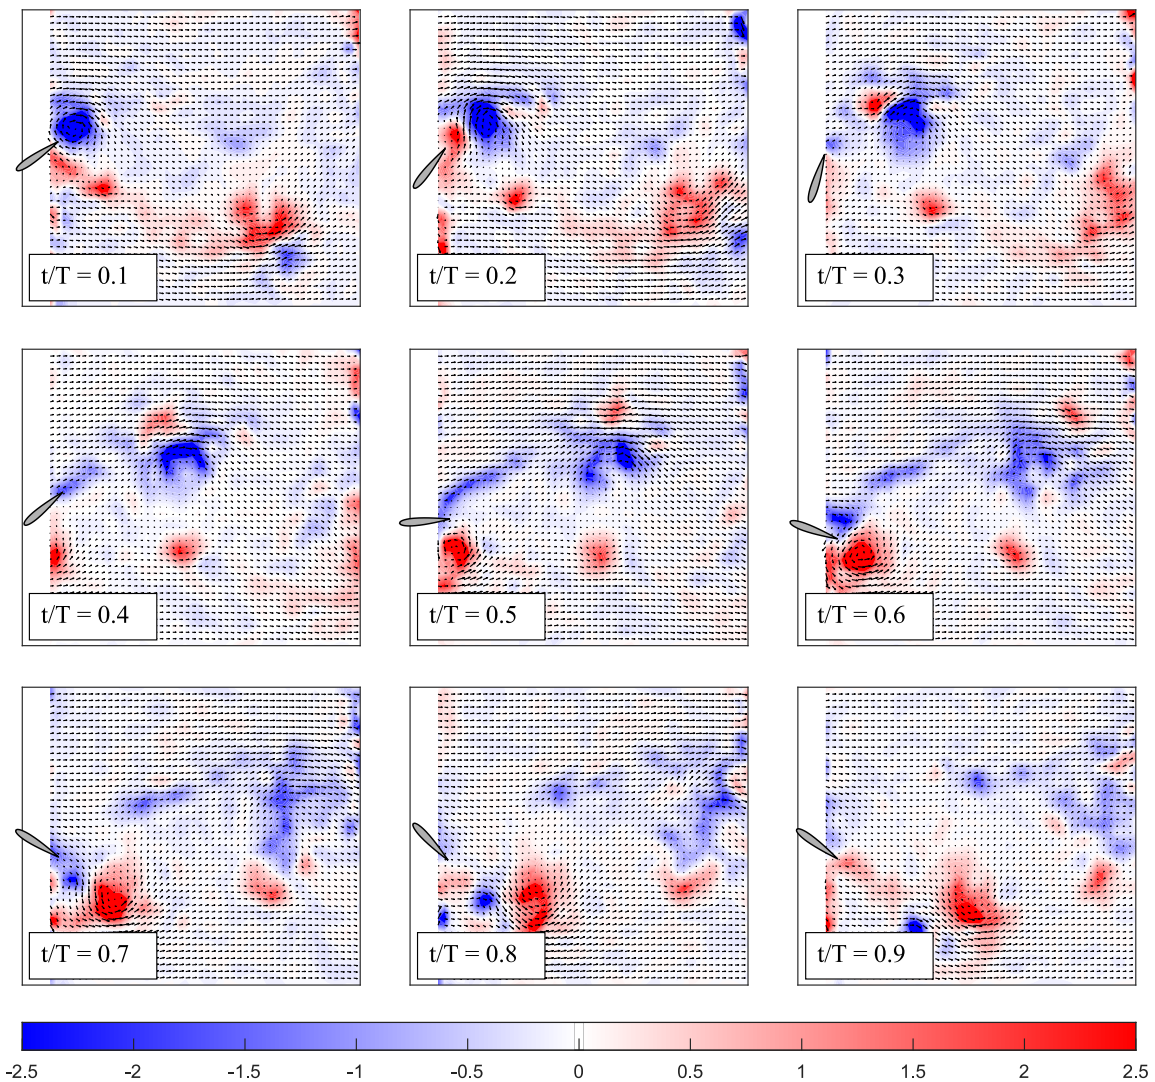 t/T = 0.1
t/T = 0.2
t/T = 0.3
t/T = 0.4
t/T = 0.5
t/T = 0.6
t/T = 0.7
t/T = 0.8
t/T = 0.9
-2.5 -2 -1.5 -1 -0.5 0 0.5 1 1.5 2 2.5